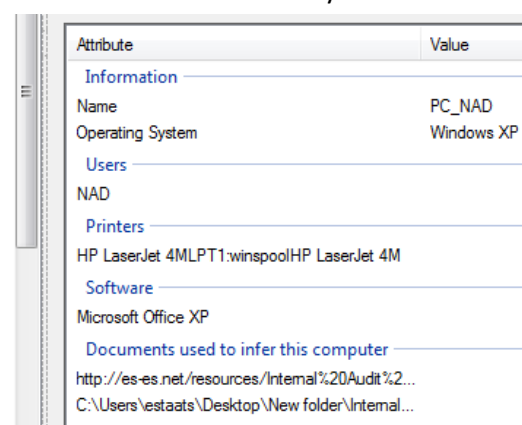 Attribute Value
Information
Name PC_NAD
Operating System Windows XP
Users
NAD
Printers
HP LaserJet 4MLPT1:winspoolHP LaserJet 4M
Software
Microsoft Office XP
Documents used to infer this computer
http://es-es.net/resources/Internal%20Audit%2...
C:\Users\estaats\Desktop\New folder\Internal...